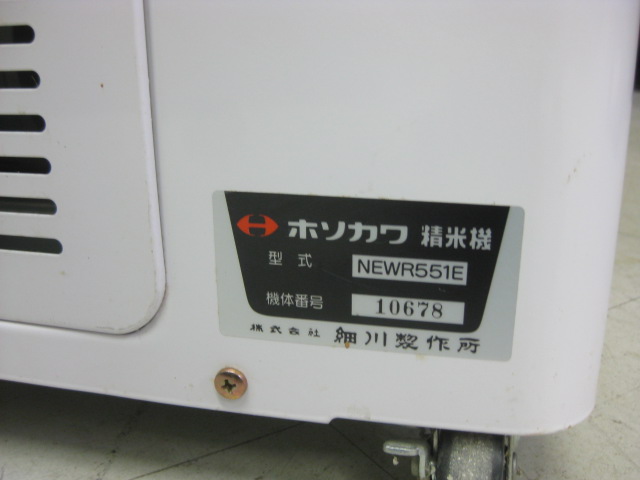 ホソカワ 精米機
型式 NEWR551E
機体番号 10678
株式会社 細川製作所